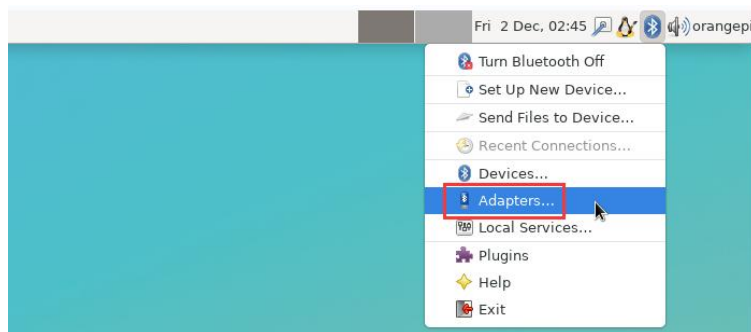 Fri 2 Dec, 02:45 orangepi
Turn Bluetooth Off
Set Up New Device...
Send Files to Device...
Recent Connections...
Devices...
Adapters...
Local Services...
Plugins
Help
Exit